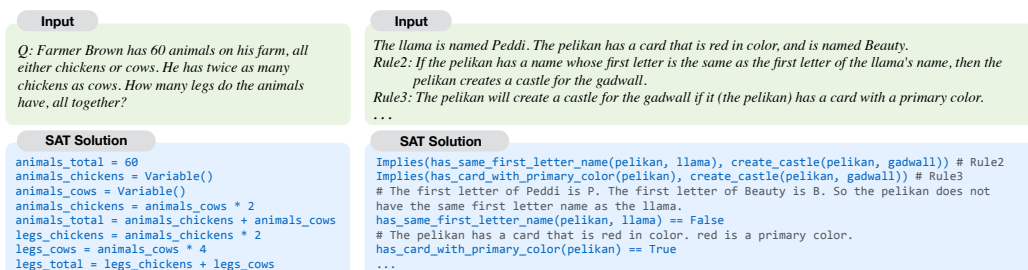 Input
Q: Farmer Brown has 60 animals on his farm, all
either chickens or cows. He has twice as many
chickens as cows. How many legs do the animals
have, all together?
SAT Solution
animals_total = 60
animals_chickens = Variable()
animals_cows = Variable()
animals_chickens = animals_cows * 2
animals_total = animals_chickens + animals_cows
legs_chickens = animals_chickens * 2
legs_cows = animals_cows * 4
legs_total = legs_chickens + legs_cows
Input
The llama is named Peddi. The pelikan has a card that is red in color, and is named Beauty.
Rule2: If the pelikan has a name whose first letter is the same as the first letter of the llama's name, then the
pelikan creates a castle for the gadwall.
Rule3: The pelikan will create a castle for the gadwall if it (the pelikan) has a card with a primary color.
. . .
SAT Solution
Implies(has_same_first_letter_name(pelikan, llama), create_castle(pelikan, gadwall)) # Rule2
Implies(has_card_with_primary_color(pelikan), create_castle(pelikan, gadwall)) # Rule3
# The first letter of Peddi is P. The first letter of Beauty is B. So the pelikan does not
have the same first letter name as the llama.
has_same_first_letter_name(pelikan, llama) == False
# The pelikan has a card that is red in color. red is a primary color.
has_card_with_primary_color(pelikan) == True
...